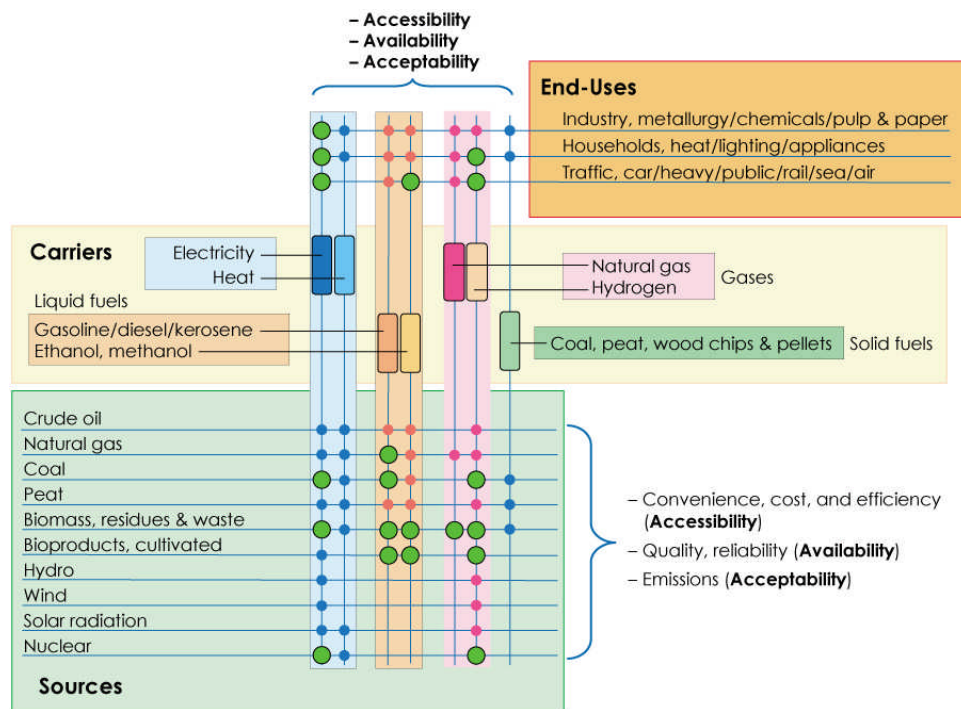 – Accessibility
– Availability
– Acceptability
End-Uses
Industry, metallurgy/chemicals/pulp & paper
Households, heat/lighting/appliances
Traffic, car/heavy/public/rail/sea/air
Carriers
Electricity
Heat
Natural gas
Hydrogen
Gases
Liquid fuels
Gasoline/diesel/kerosene
Ethanol, methanol
Coal, peat, wood chips & pellets
Solid fuels
Crude oil
Natural gas
Coal
Peat
Biomass, residues & waste
Bioproducts, cultivated
Hydro
Wind
Solar radiation
Nuclear
Sources
– Convenience, cost, and efficiency
(Accessibility)
– Quality, reliability (Availability)
– Emissions (Acceptability)